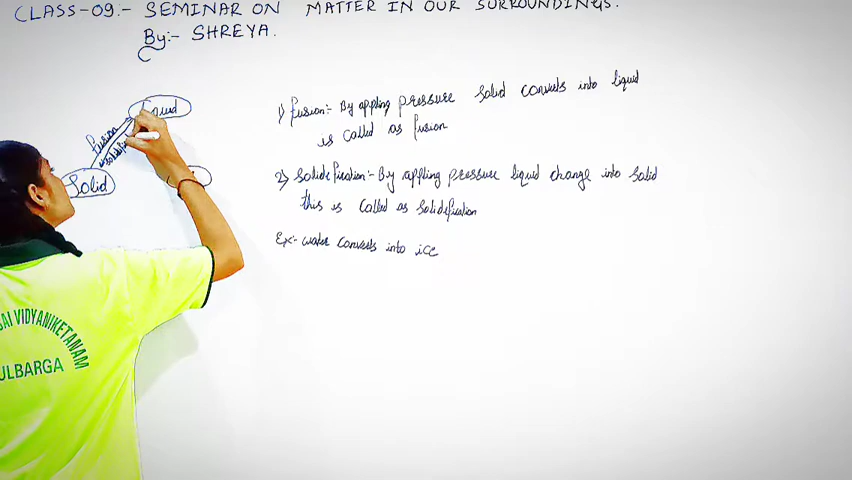 CLASS-09:- SEMINAR ON MATTER IN OUR SURROUNDINGS.
By:- SHREYA.
Liquid
fusion
Solid
1) fusion:- By appling pressure solid converts into liquid
is called as fusion
2) Solidefication:- By appling pressure liquid change into solid
this is called as solidefication
Ex:- water converts into ice
SAI VIDYANIKETANAM
ULBARGA